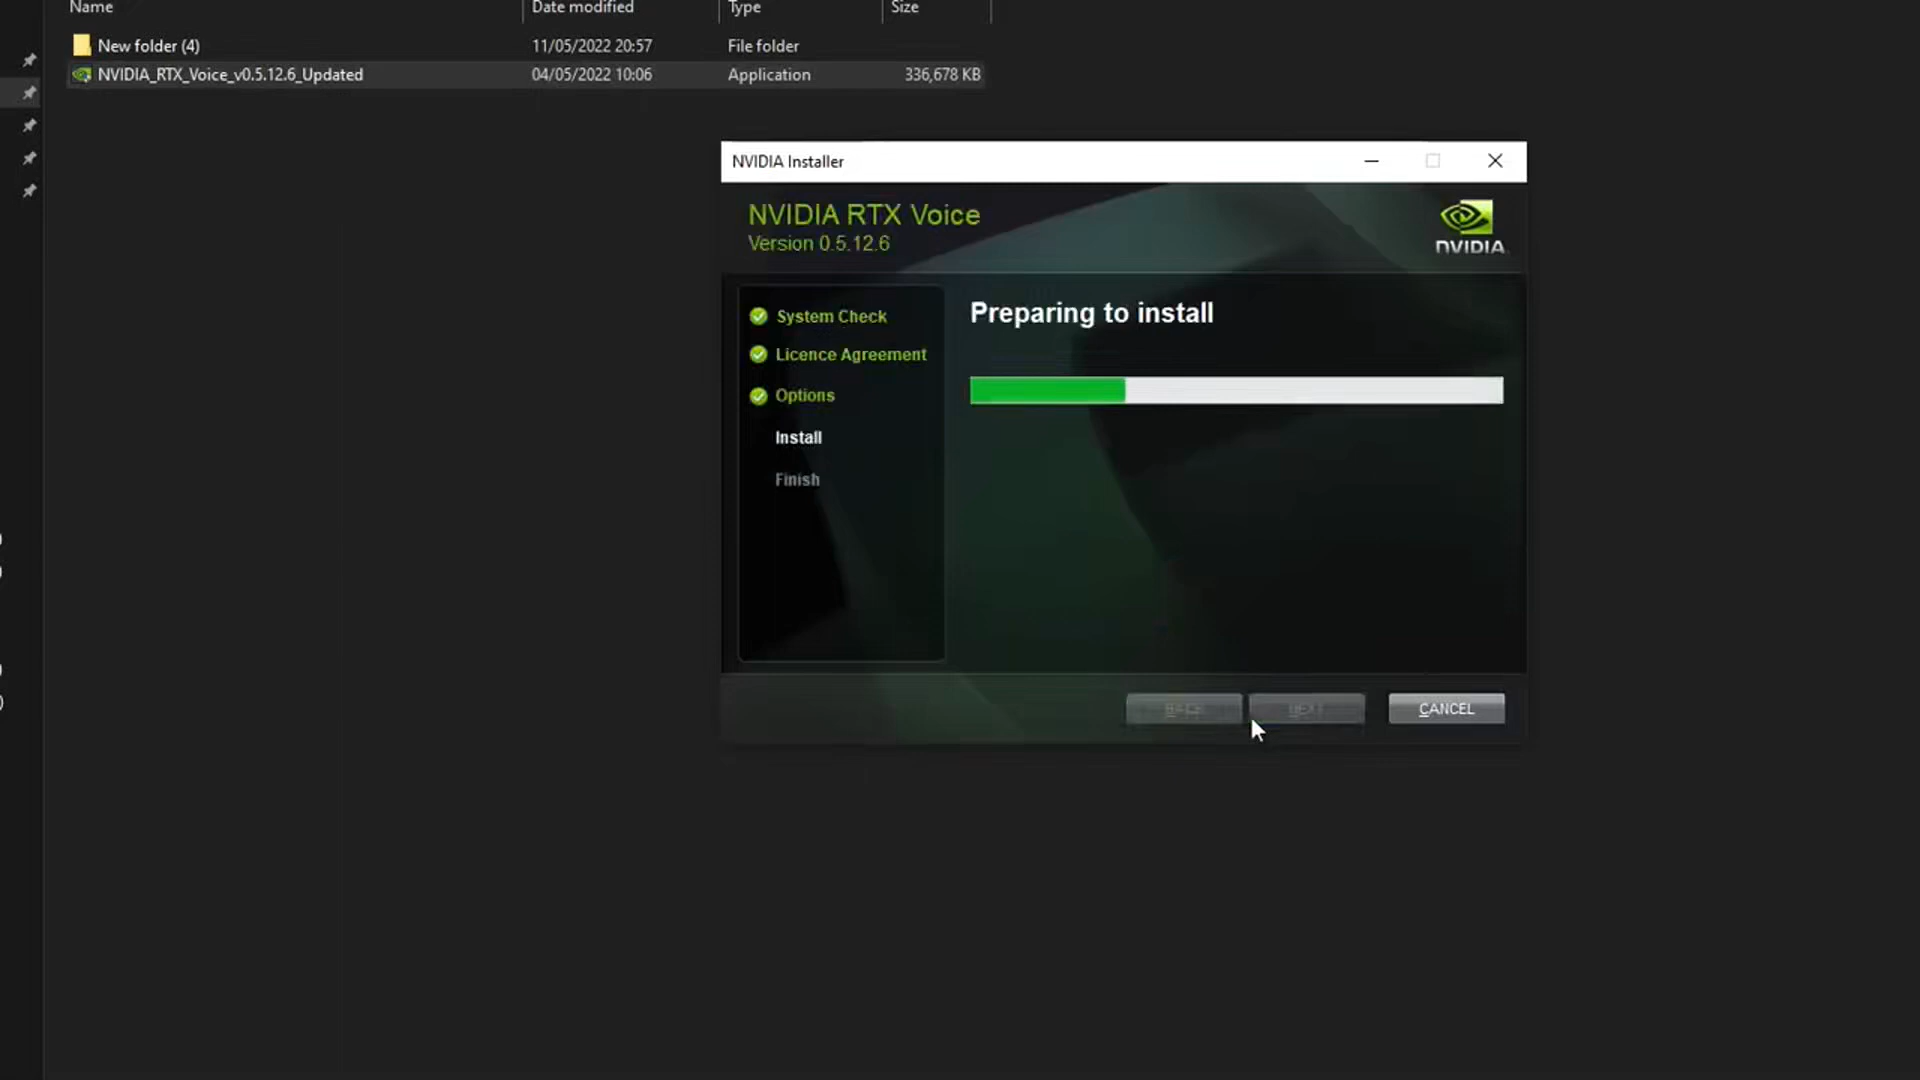 Name Date modified Type Size
New folder (4) 11/05/2022 20:57 File folder
NVIDIA_RTX_Voice_v0.5.12.6_Updated 04/05/2022 10:06 Application 336,678 KB
NVIDIA Installer
NVIDIA RTX Voice
Version 0.5.12.6
NVIDIA
System Check
Licence Agreement
Options
Install
Finish
Preparing to install
BACK NEXT CANCEL